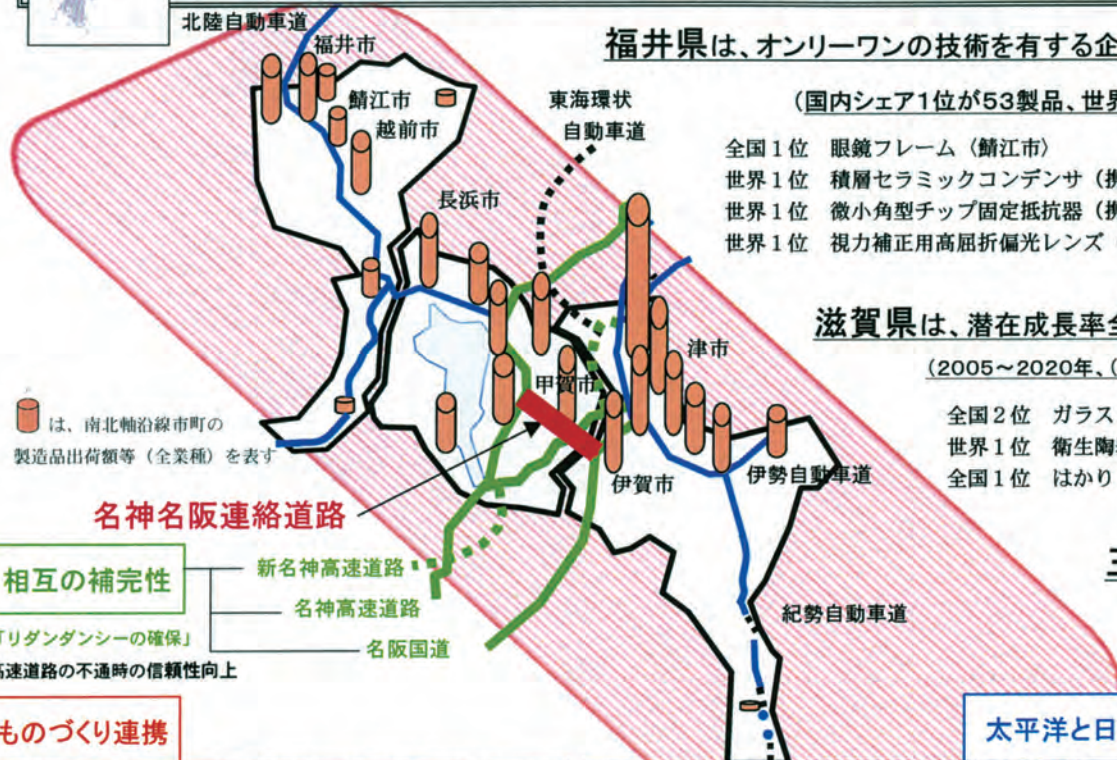 北陸自動車道
福井市
鯖江市
越前市
東海環状
自動車道
長浜市
津市
甲賀市
伊賀市
伊勢自動車道
紀勢自動車道
は、南北軸沿線市町の
製造品出荷額等（全業種）を表す
名神名阪連絡道路
相互の補完性
新名神高速道路
名神高速道路
名阪国道
「リダンダンシーの確保」
高速道路の不通時の信頼性向上
ものづくり連携
福井県は、オンリーワンの技術を有する企
（国内シェア1位が53製品、世界
全国１位　眼鏡フレーム〈鯖江市〉
世界１位　積層セラミックコンデンサ（携
世界１位　微小角型チップ固定抵抗器（携
世界１位　視力補正用高屈折偏光レンズ
滋賀県は、潜在成長率全
（2005～2020年、（
全国２位　ガラス
世界１位　衛生陶
全国１位　はかり
太平洋と日